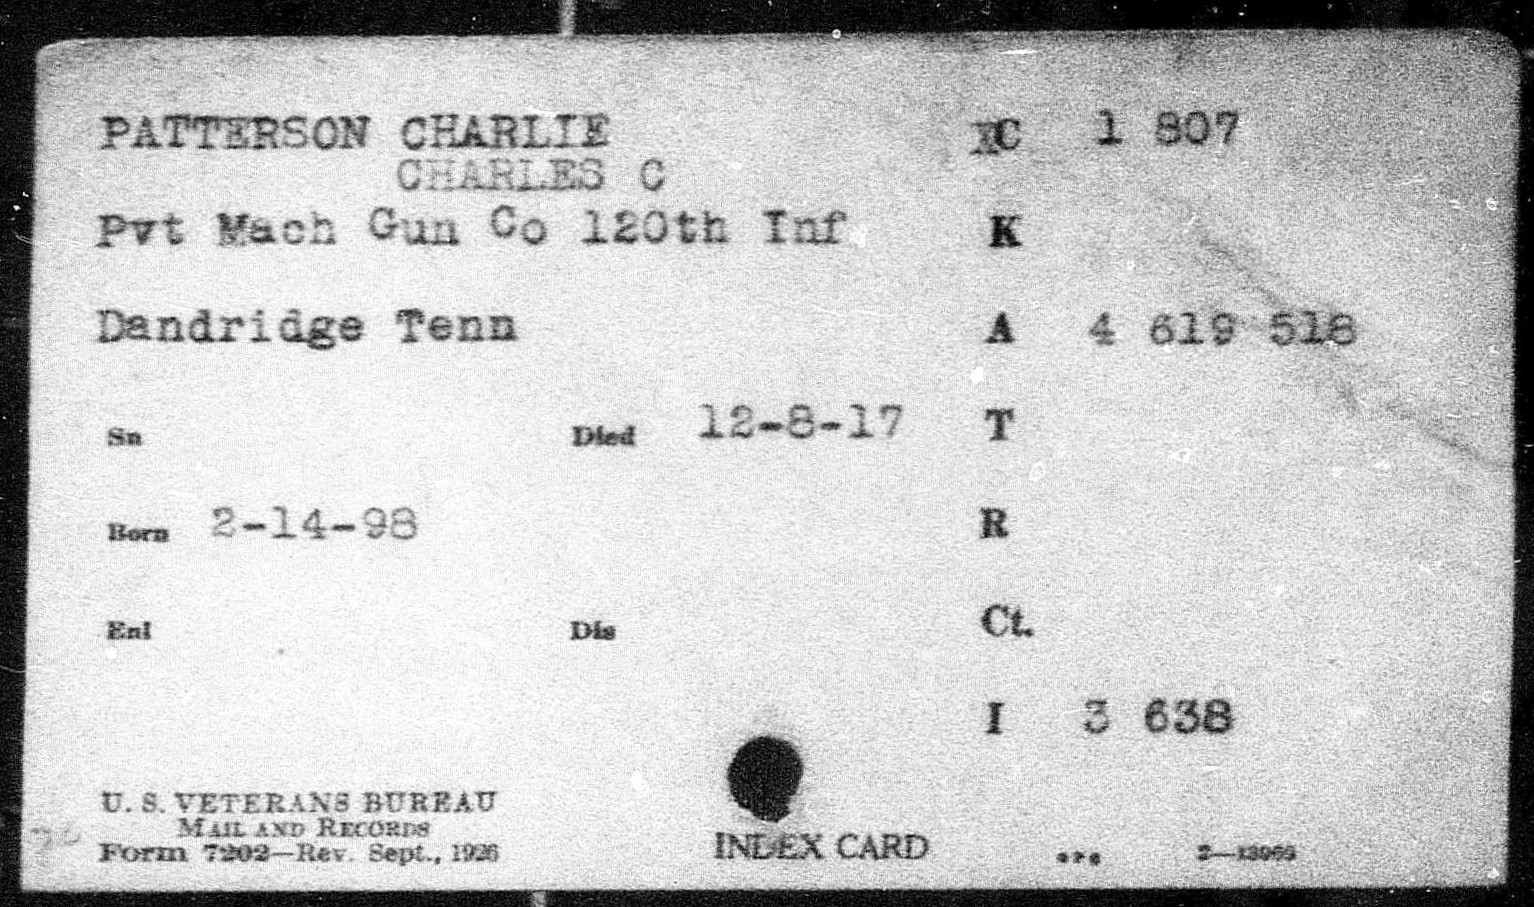 PATTERSON CHARLIE XC 1 807
CHARLES C
Pvt Mach Gun Co 120th Inf K
Dandridge Tenn A 4 619 518
Sn Died 12-8-17 T
Born 2-14-98 R
Enl Dis Ct.
I 3 638
U. S. VETERANS BUREAU
MAIL AND RECORDS
Form 7202—Rev. Sept., 1926 INDEX CARD